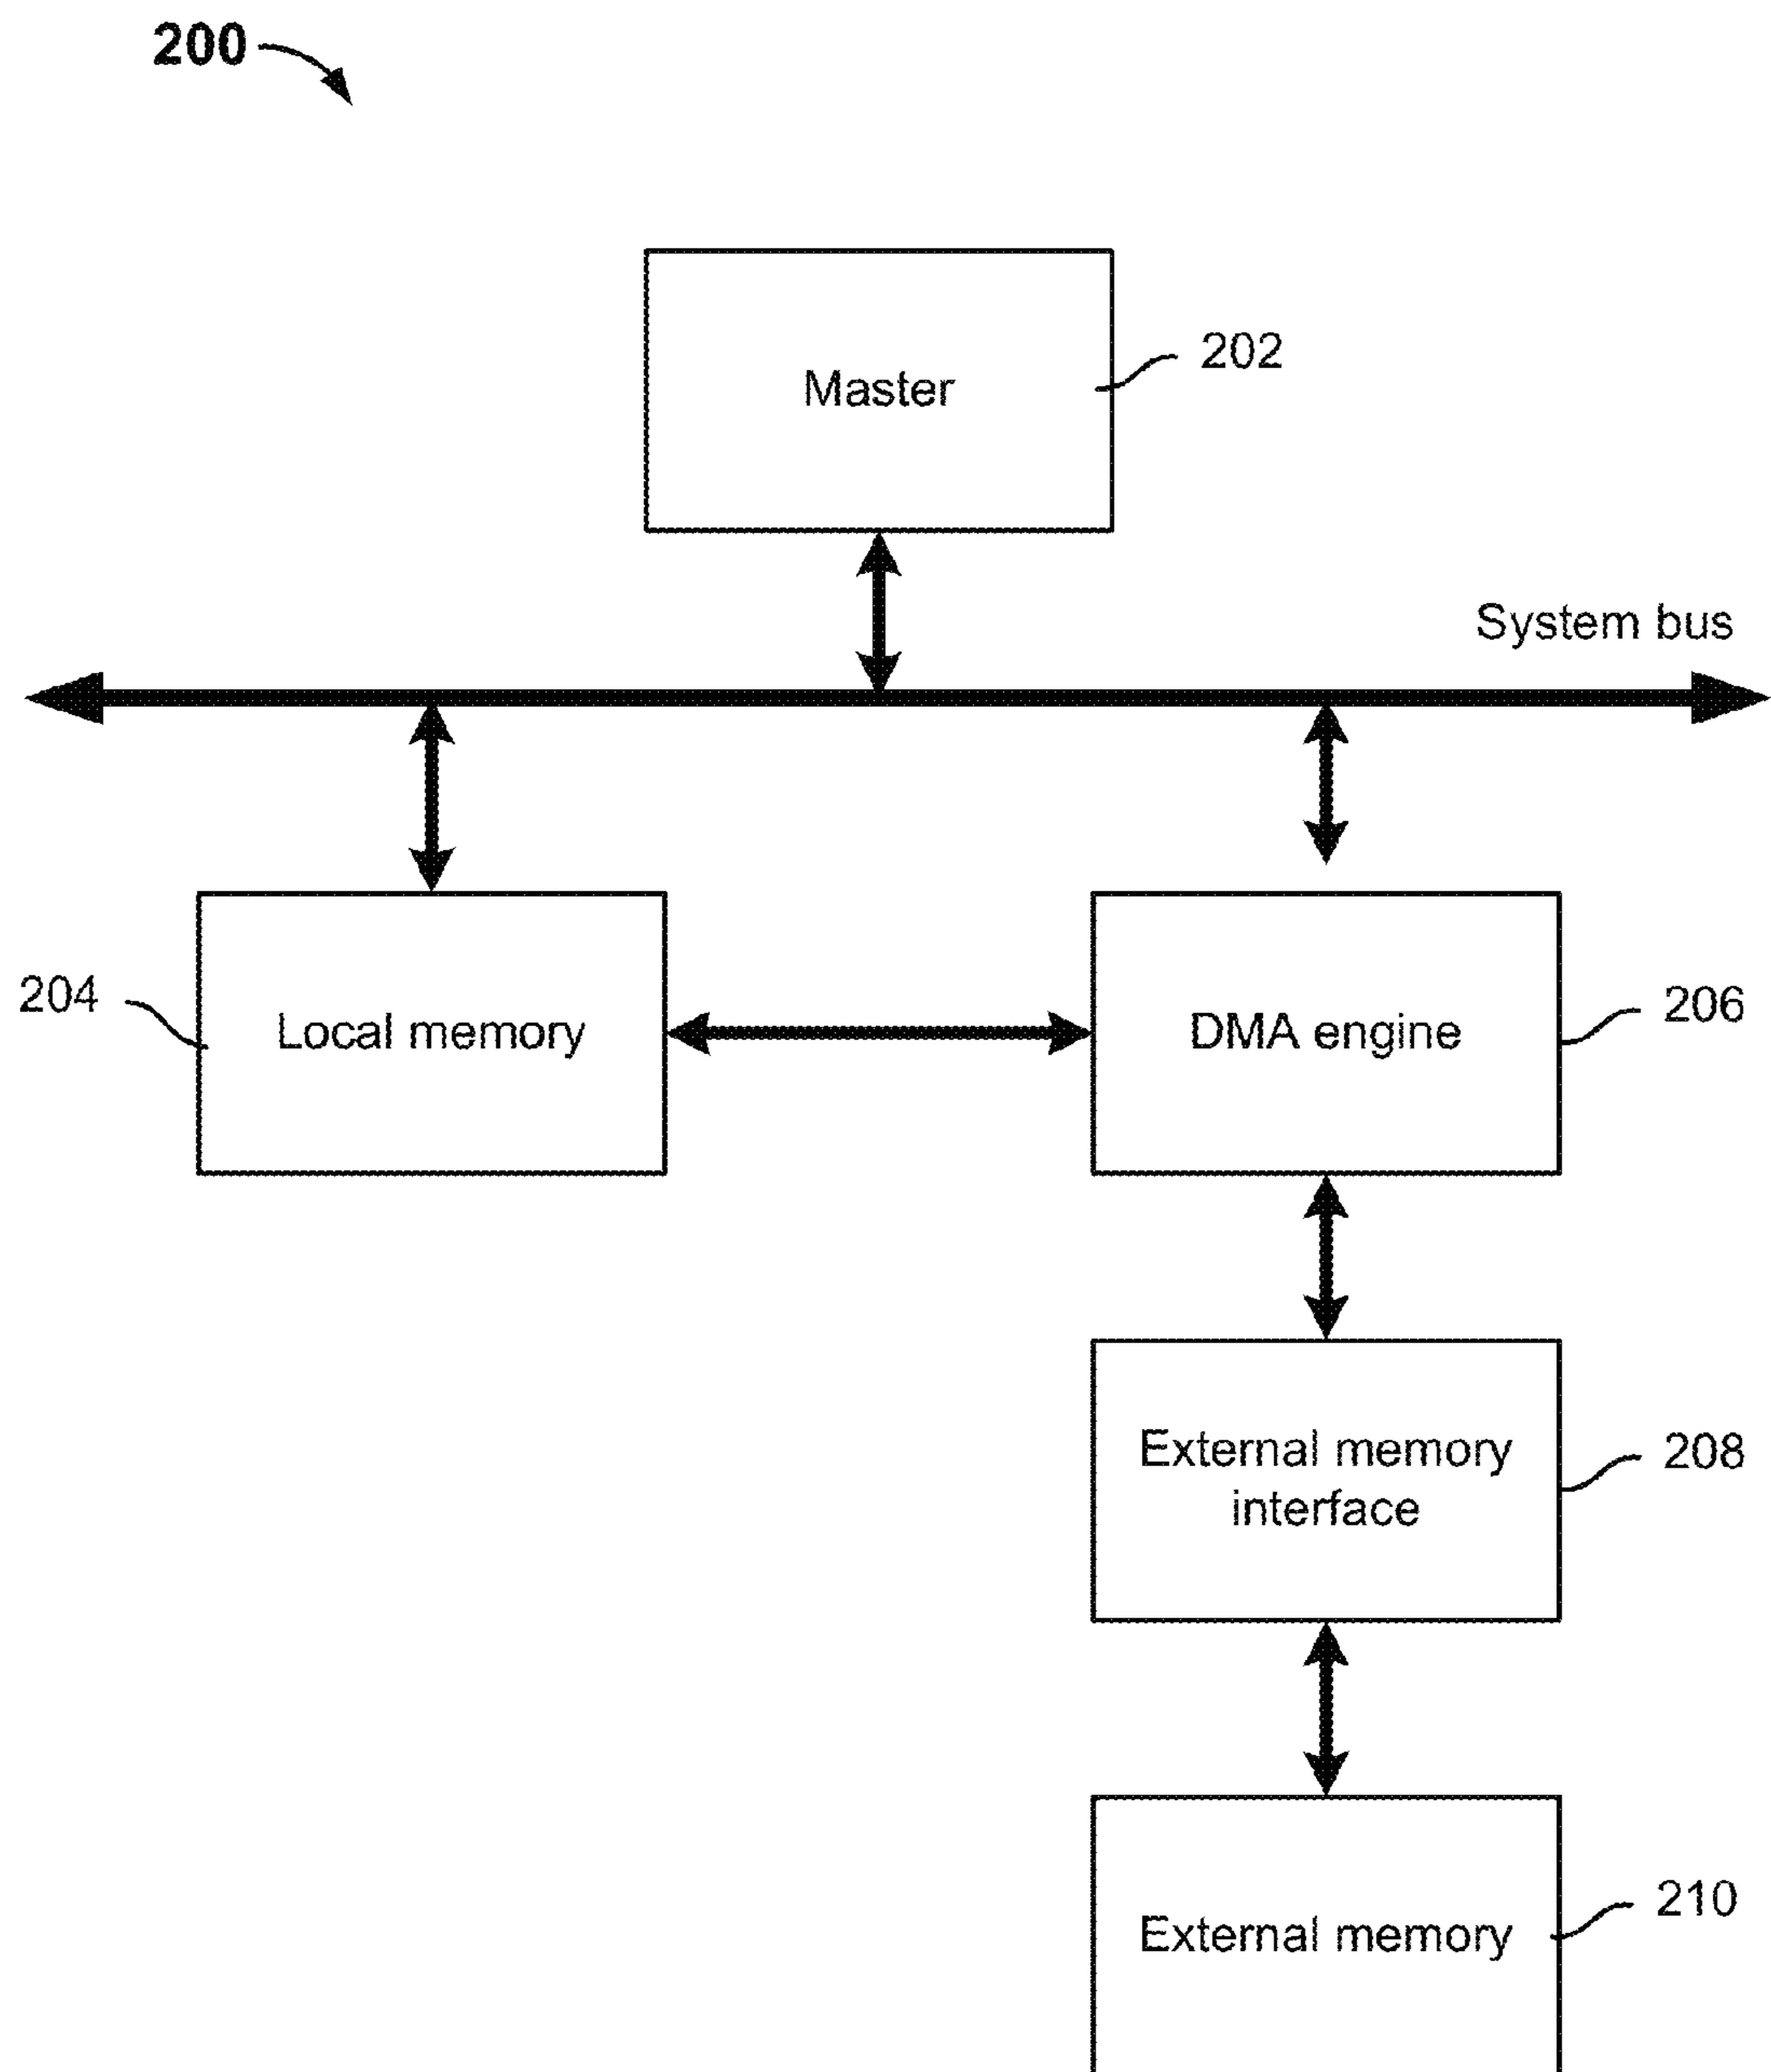 200
Master
202
System bus
204
Local memory
DMA engine
206
External memory
interface
208
External memory
210